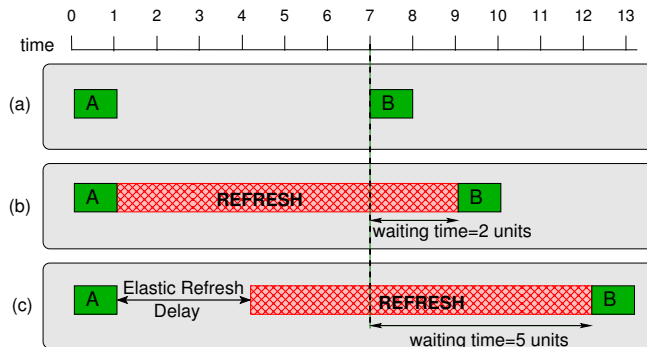 0 1 2 3 4 5 6 7 8 9 10 11 12 13
time
(a) A B
(b) A REFRESH B
waiting time=2 units
Elastic Refresh
(c) A REFRESH B
Delay
waiting time=5 units